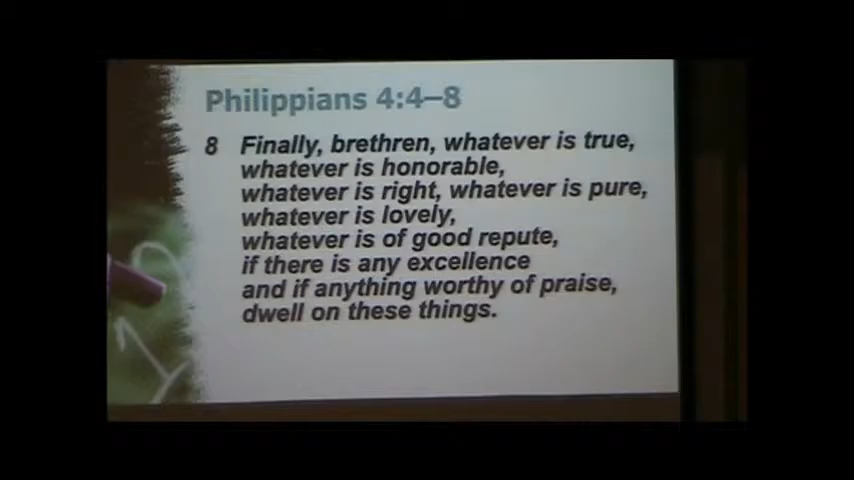 Philippians 4:4–8
8 Finally, brethren, whatever is true,
whatever is honorable,
whatever is right, whatever is pure,
whatever is lovely,
whatever is of good repute,
if there is any excellence
and if anything worthy of praise,
dwell on these things.